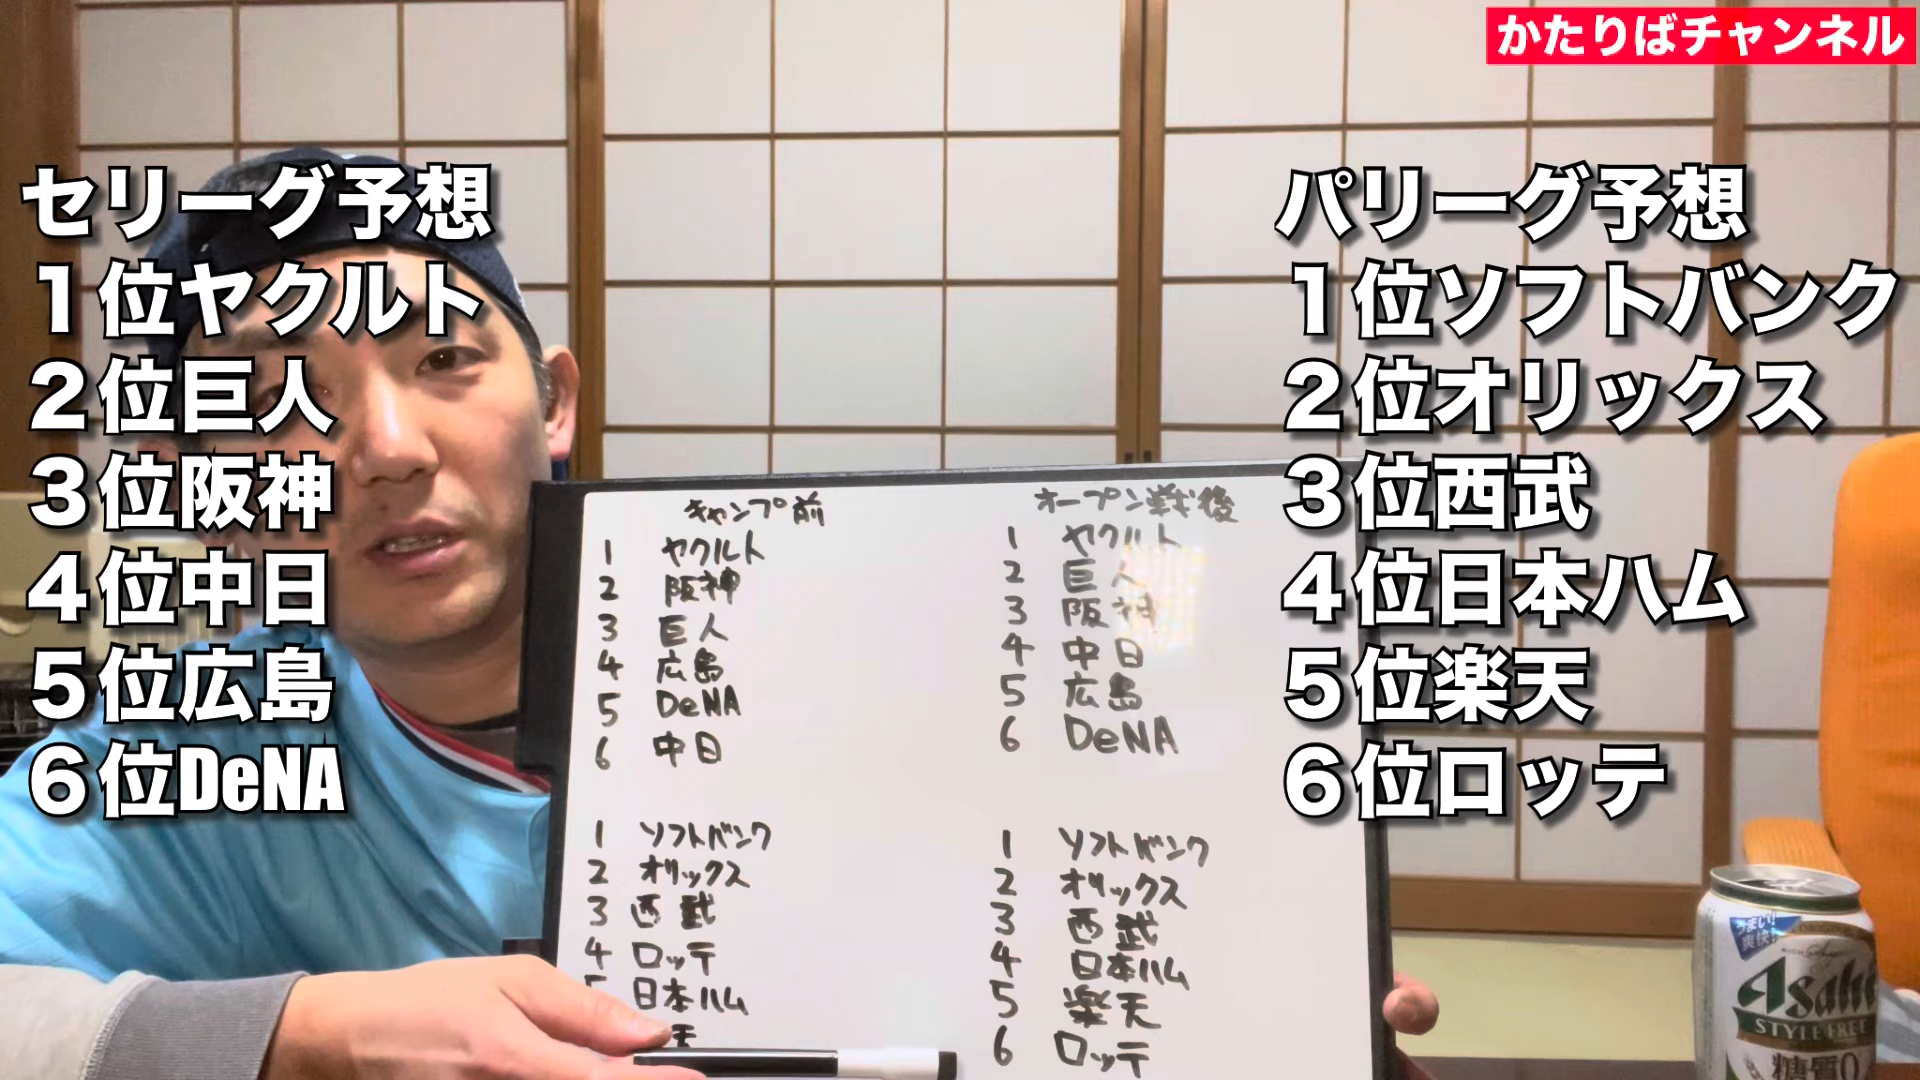 かたりばチャンネル
セリーグ予想
１位ヤクルト
２位巨人
３位阪神
４位中日
５位広島
６位DeNA
パリーグ予想
１位ソフトバンク
２位オリックス
３位西武
４位日本ハム
５位楽天
６位ロッテ
キャンプ前
1 ヤクルト
2 阪神
3 巨人
4 広島
5 DeNA
6 中日
1 ソフトバンク
2 オリックス
3 西武
4 ロッテ
5 日本ハム
天
オープン戦後
1 ヤクルト
2 巨人
3 阪神
4 中日
5 広島
6 DeNA
1 ソフトバンク
2 オリックス
3 西武
4 日本ハム
5 楽天
6 ロッテ
うまい!
爽快
Asahi
STYLE FREE
糖質0